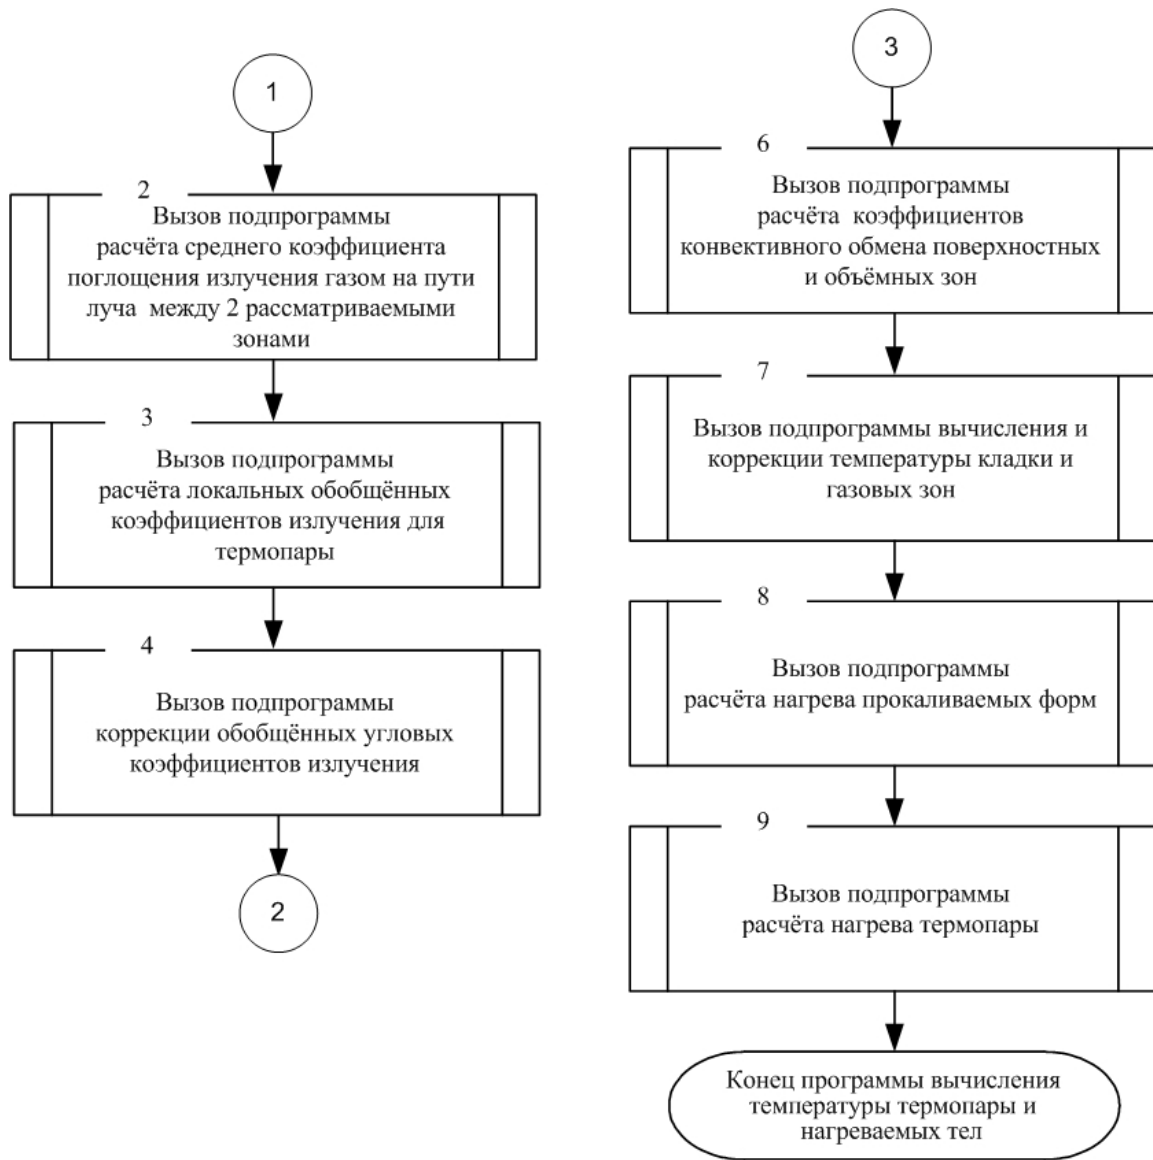 1
2
Вызов подпрограммы
расчёта среднего коэффициента
поглощения излучения газом на пути
луча между 2 рассматриваемыми
зонами
3
Вызов подпрограммы
расчёта локальных обобщённых
коэффициентов излучения для
термопары
4
Вызов подпрограммы
коррекции обобщённых угловых
коэффициентов излучения
2
3
6
Вызов подпрограммы
расчёта коэффициентов
конвективного обмена поверхностных
и объёмных зон
7
Вызов подпрограммы вычисления и
коррекции температуры кладки и
газовых зон
8
Вызов подпрограммы
расчёта нагрева прокаливаемых форм
9
Вызов подпрограммы
расчёта нагрева термопары
Конец программы вычисления
температуры термопары и
нагреваемых тел